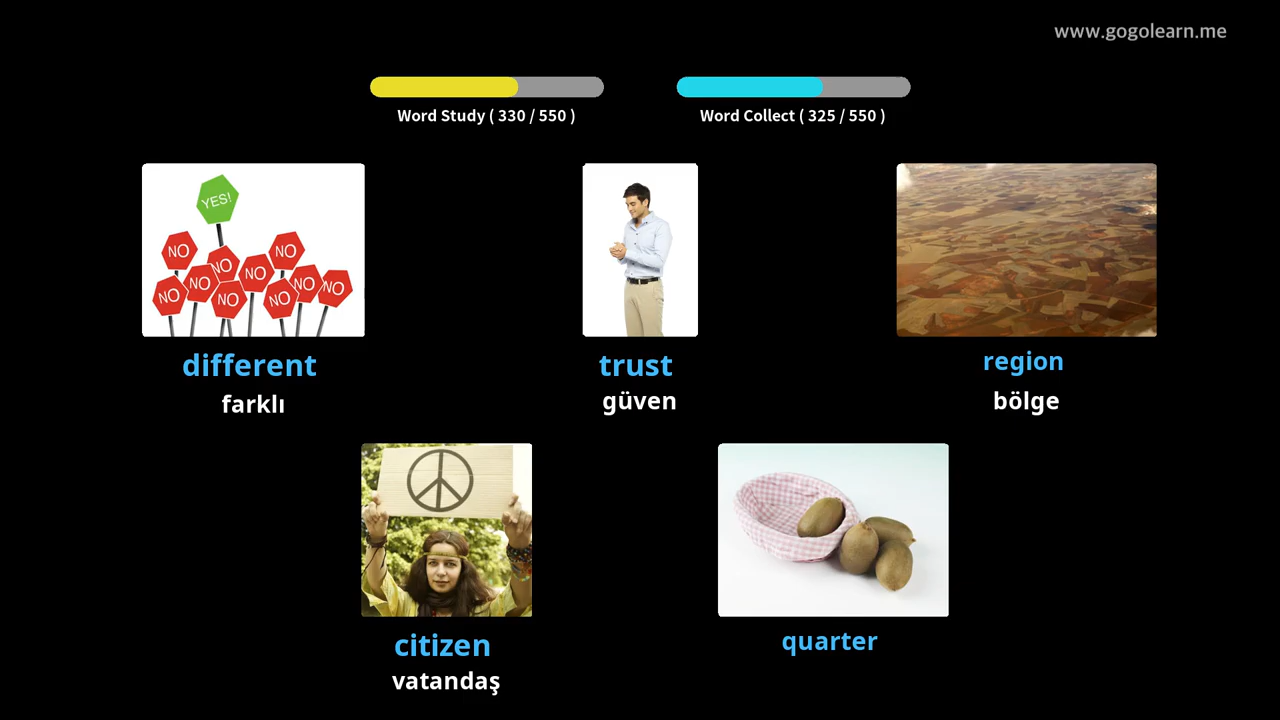 www.gogolearn.me
Word Study ( 330 / 550 )
Word Collect ( 325 / 550 )
YES!
NO
NO
NO
NO
NO
NO
NO
NO
NO
NO
different
farklı
trust
güven
region
bölge
citizen
vatandaş
quarter